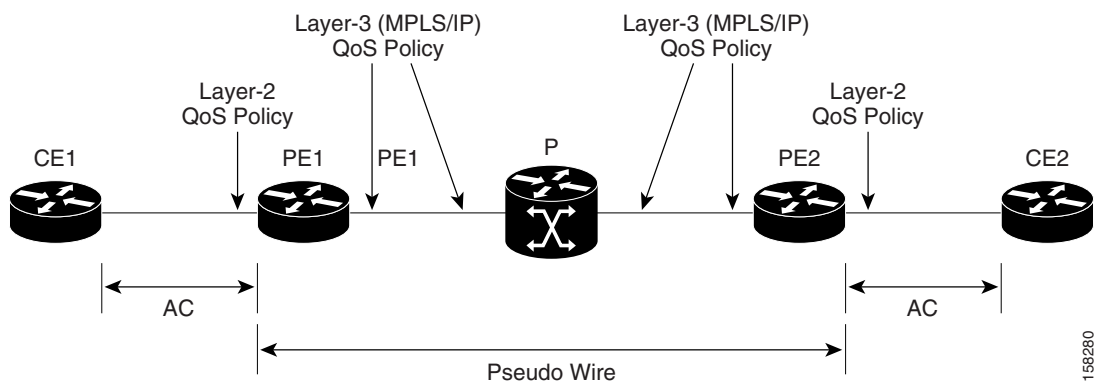 Layer-3 (MPLS/IP)
QoS Policy
Layer-3 (MPLS/IP)
QoS Policy
Layer-2
QoS Policy
Layer-2
QoS Policy
CE1
PE1
PE1
P
PE2
CE2
AC
AC
Pseudo Wire
158280